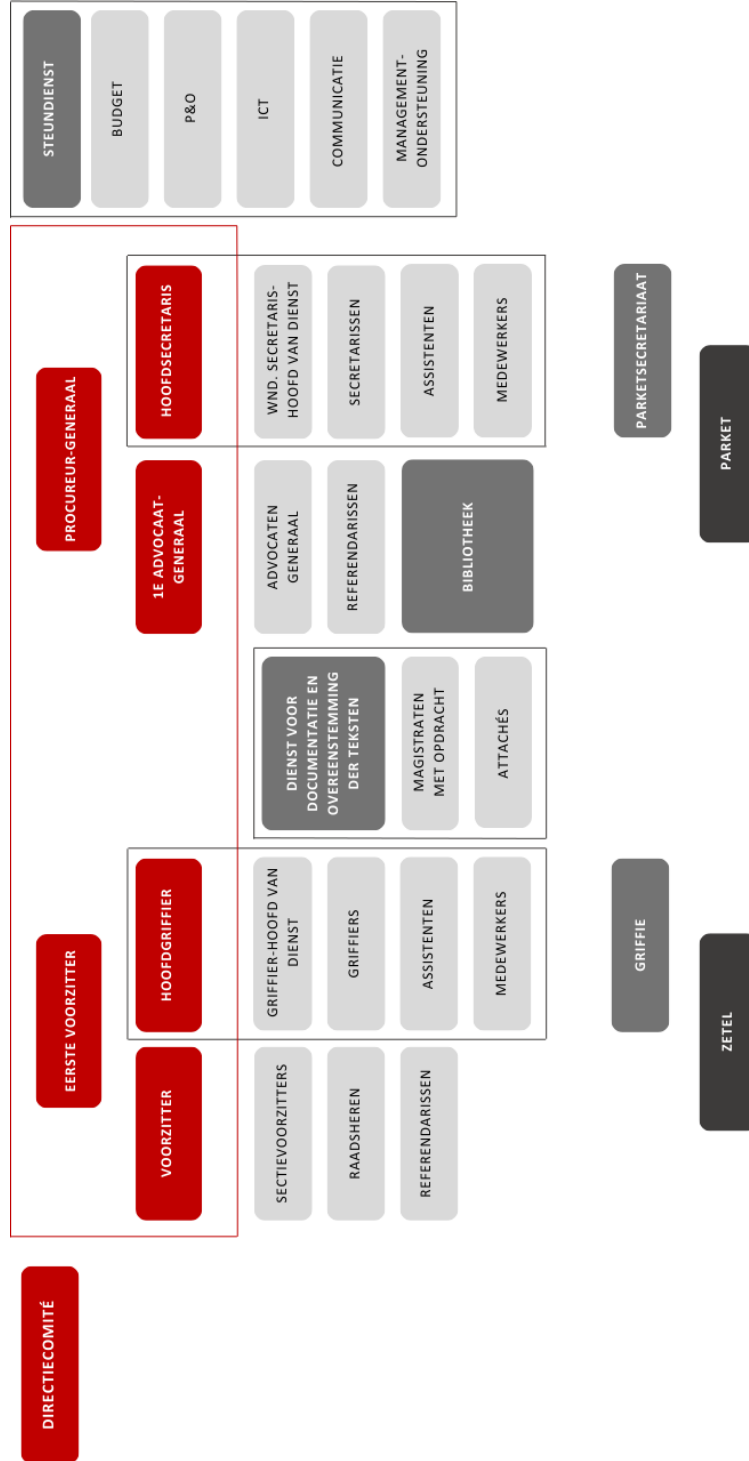 DIRECTIECOMITÉ
EERSTE VOORZITTER
PROCUREUR-GENERAAL
STEUNDIENST
BUDGET
P&O
ICT
COMMUNICATIE
MANAGEMENT-
ONDERSTEUNING
VOORZITTER
HOOFDGRIFFIER
1E ADVOCAAT-
GENERAAL
HOOFDSECRETARIS
SECTIEVOORZITTERS
RAADSHEREN
REFERENDARISSEN
GRIFFIER-HOOFD VAN
DIENST
GRIFFIERS
ASSISTENTEN
MEDEWERKERS
DIENST VOOR
DOCUMENTATIE EN
OVEREENSTEMMING
DER TEKSTEN
MAGISTRATEN
MET OPDRACHT
ATTACHÉS
ADVOCATEN
GENERAAL
REFERENDARISSEN
BIBLIOTHEEK
WND. SECRETARIS-
HOOFD VAN DIENST
SECRETARISSEN
ASSISTENTEN
MEDEWERKERS
GRIFFIE
PARKETSECRETARIAAT
ZETEL
PARKET